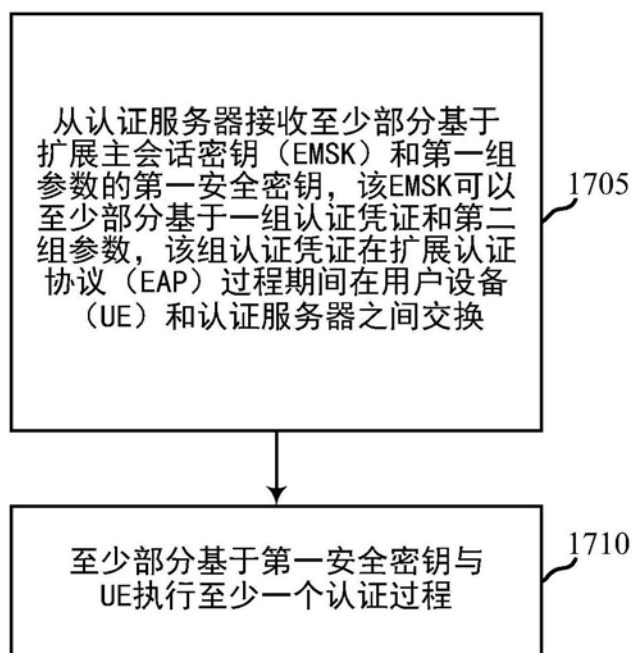 从认证服务器接收至少部分基于
扩展主会话密钥（EMSK）和第一组
参数的第一安全密钥，该EMSK可以
至少部分基于一组认证凭证和第二
组参数，该组认证凭证在扩展认证
协议（EAP）过程期间在用户设备
（UE）和认证服务器之间交换
1705
至少部分基于第一安全密钥与
UE执行至少一个认证过程
1710